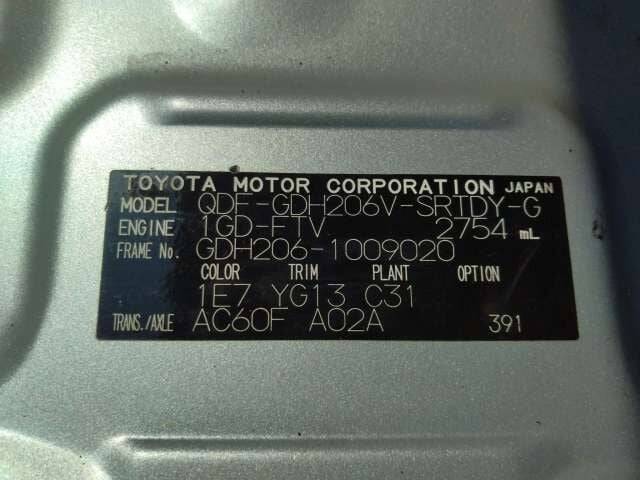 TOYOTA MOTOR CORPORATION JAPAN
MODEL QDF-GDH206V-SRTDY-G
ENGINE 1GD-FTV 2754 mL
FRAME No. GDH206-1009020
COLOR TRIM PLANT OPTION
1E7 YG13 C31
TRANS./AXLE AC60F A02A 391